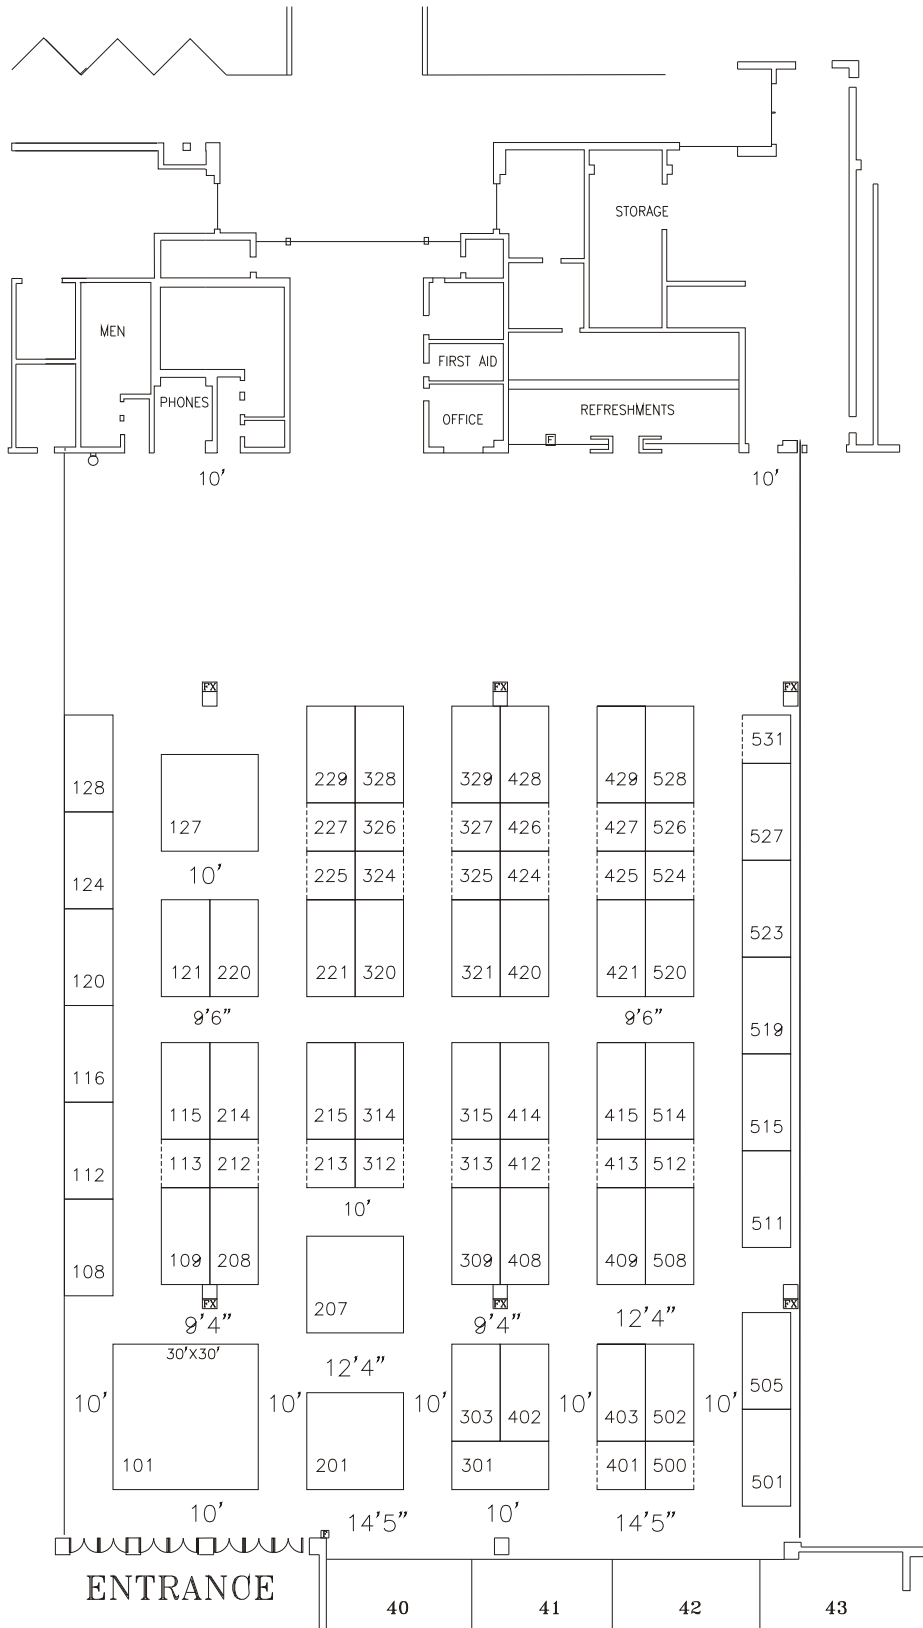 STORAGE
MEN
FIRST AID
PHONES
REFRESHMENTS
OFFICE
F
10' 10'
FX FX FX
531
128 229 328 329 428 429 528
127 227 326 327 426 427 526 527
10'
124 225 324 325 424 425 524
523
120 121 220 221 320 321 420 421 520
9'6" 9'6"
519
116
115 214 215 314 315 414 415 514
515
112 113 212 213 312 313 412 413 512
10'
511
108 109 208 309 408 409 508
FX FX FX
207
9'4" 9'4" 12'4"
30'X30'
12'4"
505
10' 10' 10' 10' 10'
303 402 403 502
101 201 301 401 500
501
10' 10'
14'5" 14'5"
F
ENTRANCE
40 41 42 43